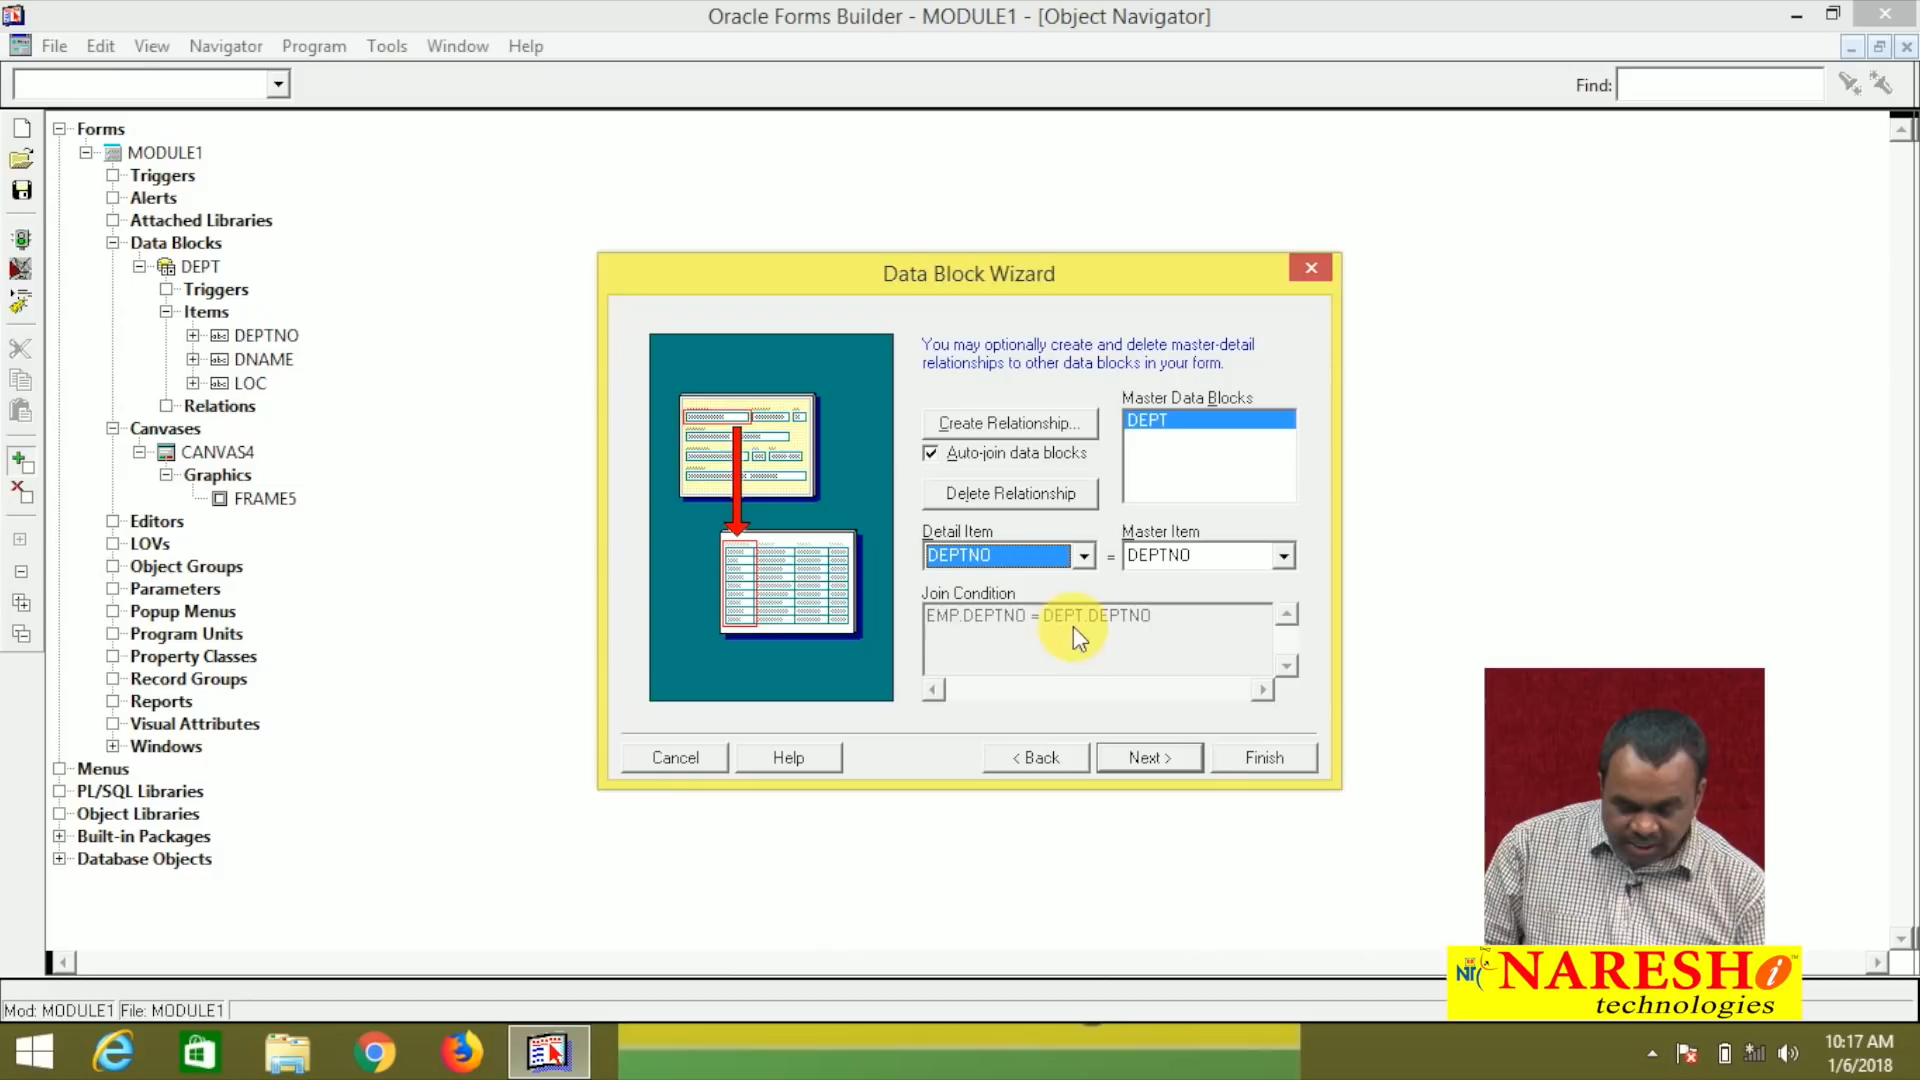 Oracle Forms Builder - MODULE1 - [Object Navigator]
File Edit View Navigator Program Tools Window Help
Find:
Forms
MODULE1
Triggers
Alerts
Attached Libraries
Data Blocks
DEPT
Triggers
Items
DEPTNO
DNAME
LOC
Relations
Canvases
CANVAS4
Graphics
FRAME5
Editors
LOVs
Object Groups
Parameters
Popup Menus
Program Units
Property Classes
Record Groups
Reports
Visual Attributes
Windows
Menus
PL/SQL Libraries
Object Libraries
Built-in Packages
Database Objects
Data Block Wizard
You may optionally create and delete master-detail
relationships to other data blocks in your form.
Master Data Blocks
Create Relationship...
DEPT
Auto-join data blocks
Delete Relationship
Detail Item
Master Item
DEPTNO = DEPTNO
Join Condition
EMP.DEPTNO = DEPT.DEPTNO
Cancel Help < Back Next > Finish
NARESH i
technologies
Mod: MODULE1 File: MODULE1
10:17 AM
1/6/2018